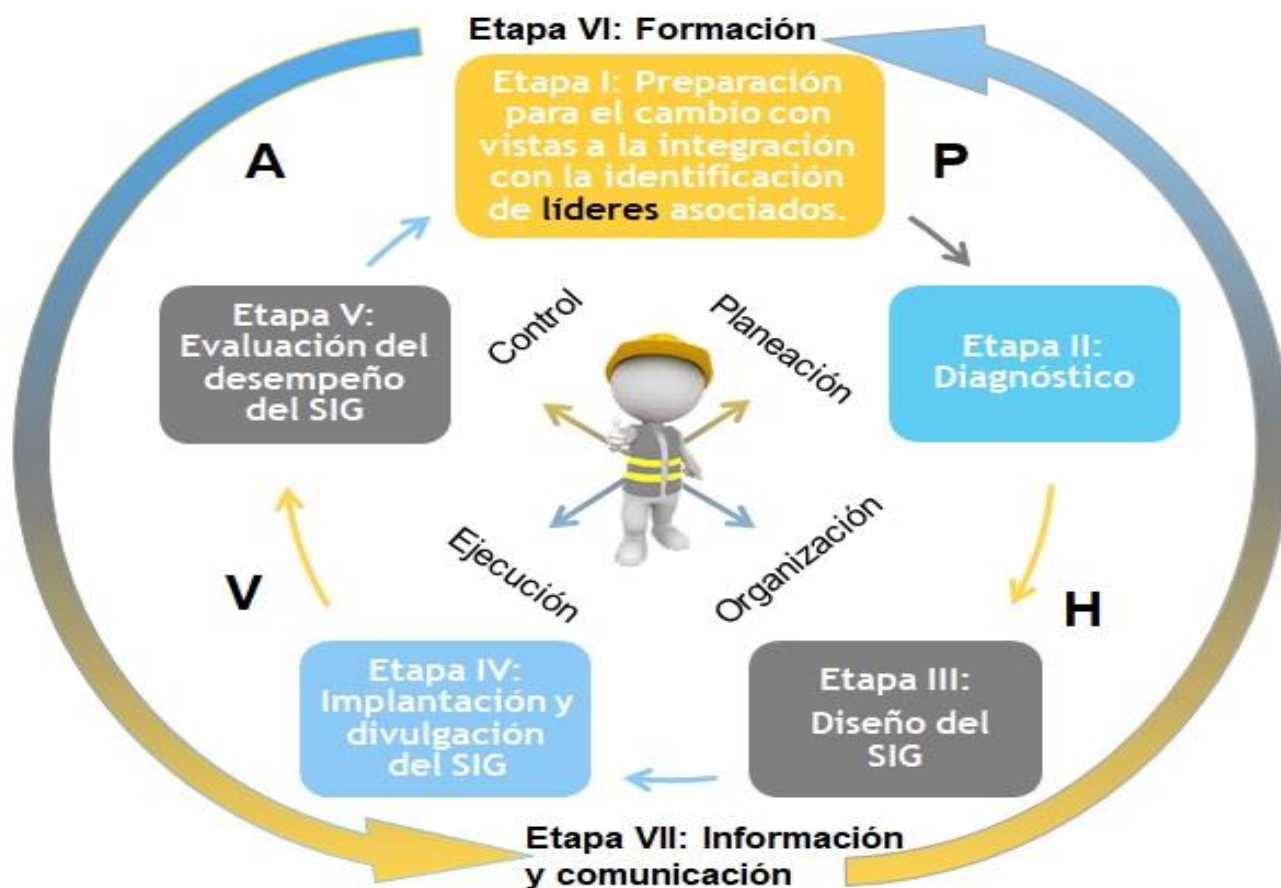 Etapa VI: Formación
Etapa I: Preparación
para el cambio con
vistas a la integración
con la identificación
de líderes asociados.
A
P
Etapa V:
Evaluación del
desempeño
del SIG
Control
Planeación
Etapa II:
Diagnóstico
Ejecución
Organización
V
H
Etapa IV:
Implantación y
divulgación
del SIG
Etapa III:
Diseño del
SIG
Etapa VII: Información
y comunicación